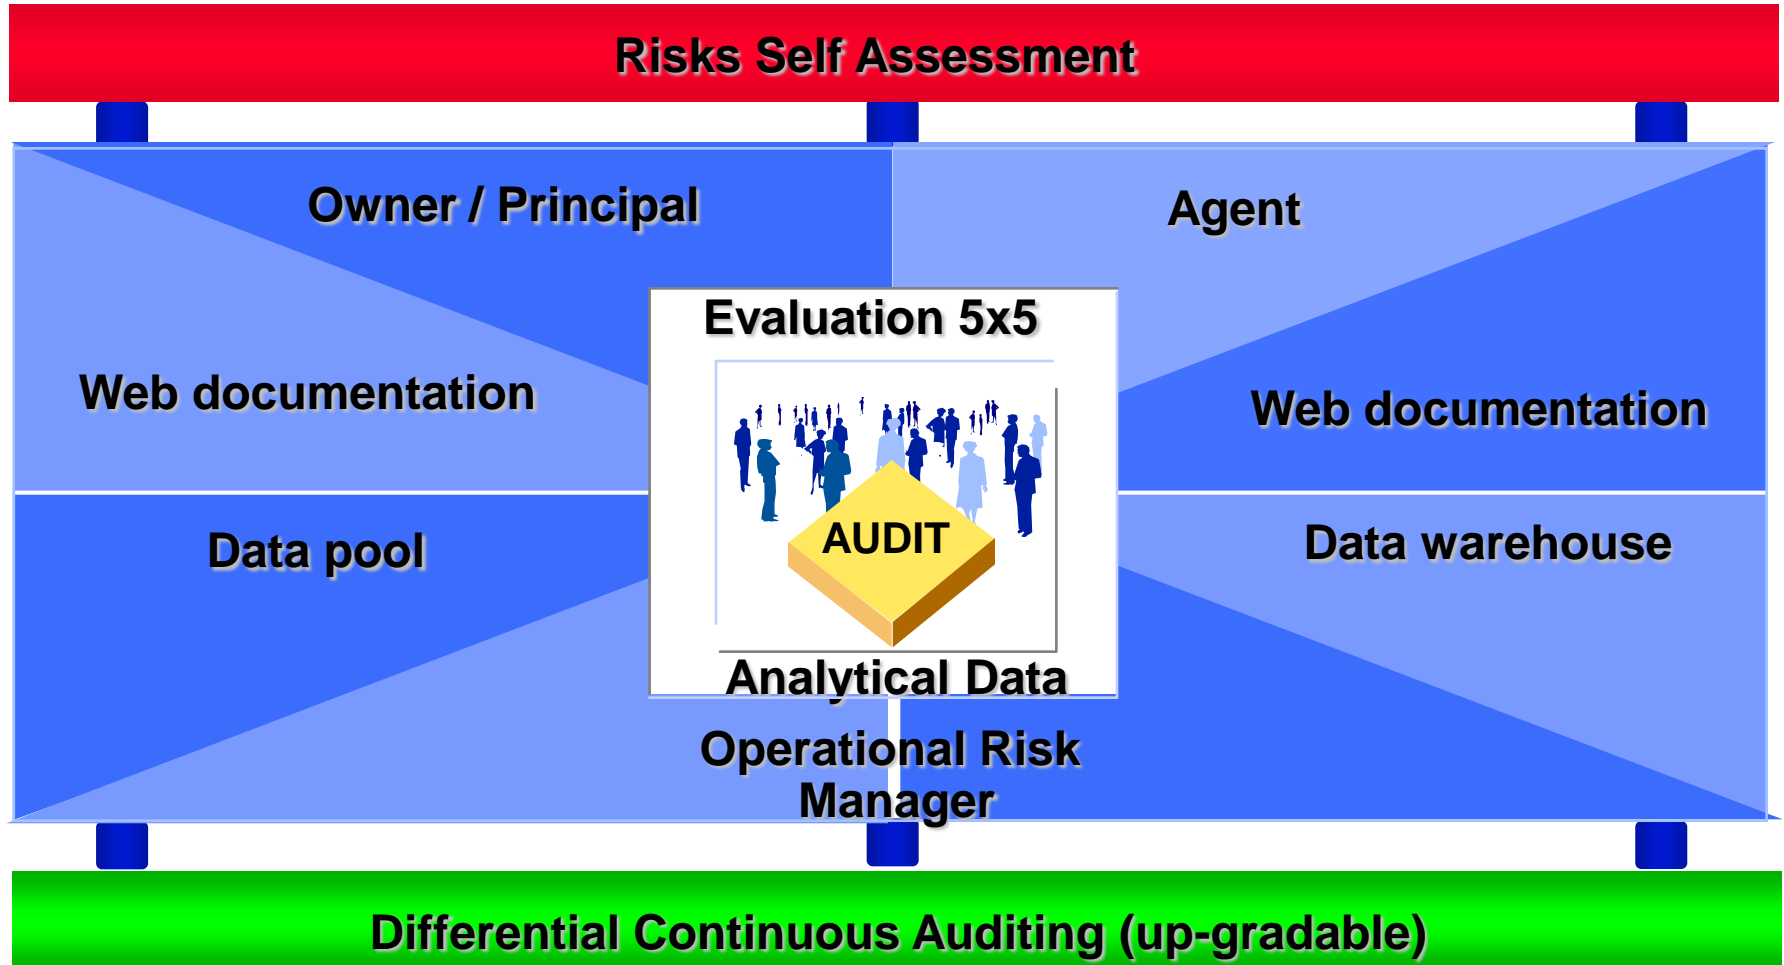 Risks Self Assessment
Owner / Principal
Agent
Evaluation 5x5
Web documentation
Web documentation
AUDIT
Data pool
Data warehouse
Analytical Data
Operational Risk
Manager
Differential Continuous Auditing (up-gradable)